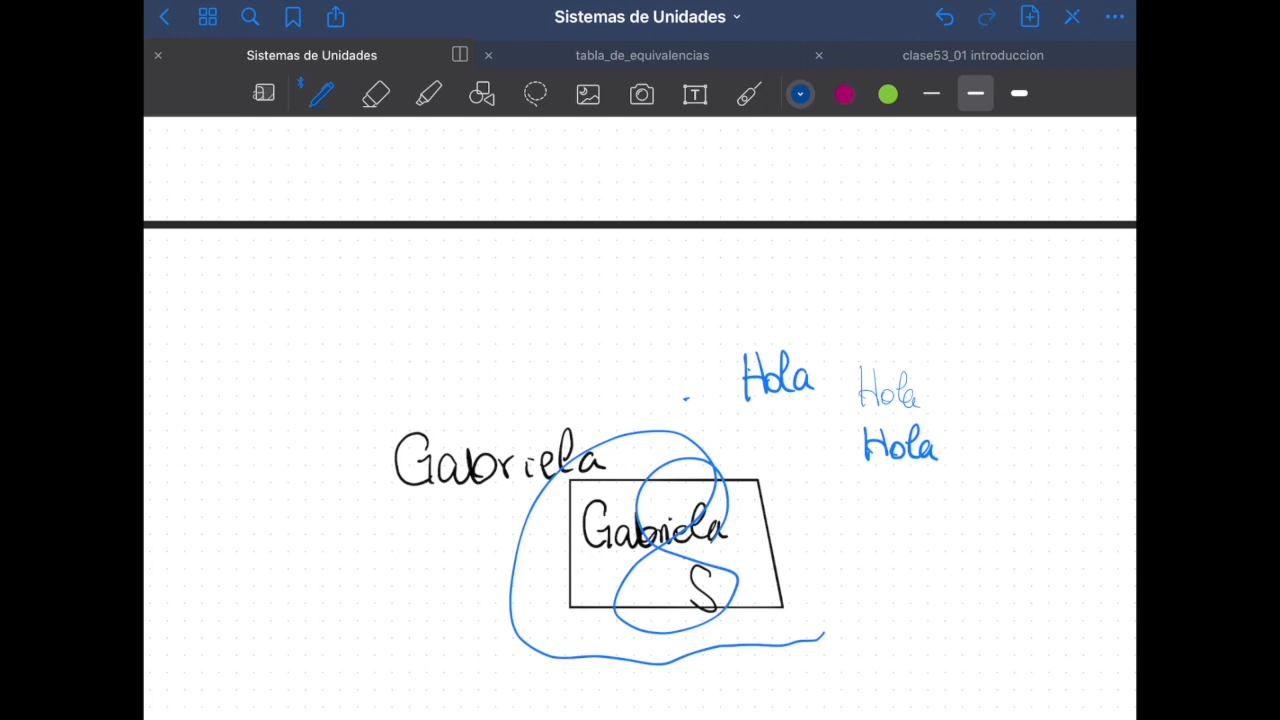 Sistemas de Unidades
Sistemas de Unidades
tabla_de_equivalencias
clase53_01 introduccion
T
Hola
Hola
Hola
Gabriela
Gabriela
S